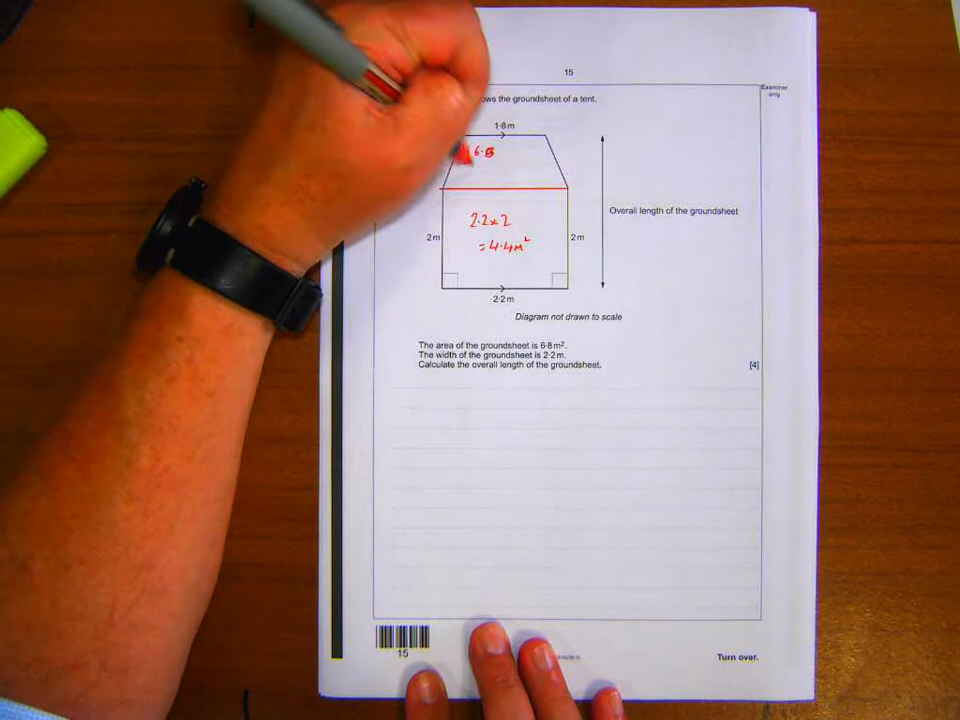 15
Examiner
only
ows the groundsheet of a tent.
1·8 m
6·8
Overall length of the groundsheet
2.2 x 2
2 m
= 4.4m²
2 m
2·2 m
Diagram not drawn to scale
The area of the groundsheet is 6·8 m².
The width of the groundsheet is 2·2 m.
Calculate the overall length of the groundsheet.
[4]
15
Turn over.